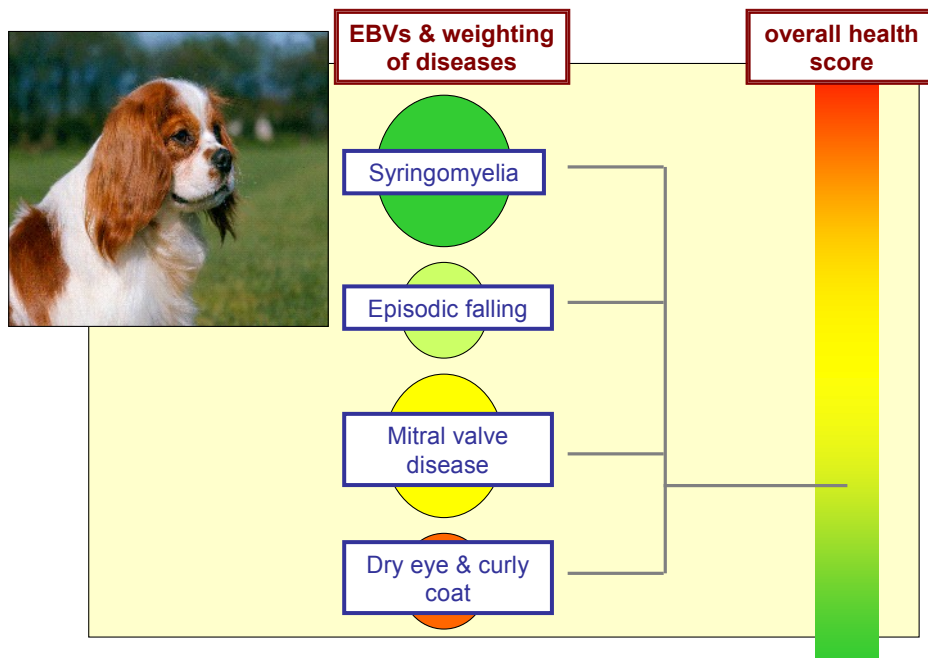 EBVs & weighting
of diseases
overall health
score
Syringomyelia
Episodic falling
Mitral valve
disease
Dry eye & curly
coat